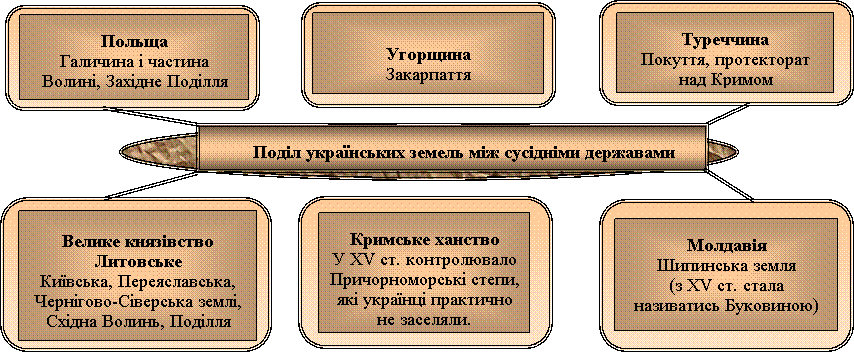 Польща
Галичина і частина
Волині, Західне Поділля
Угорщина
Закарпаття
Туреччина
Покуття, протекторат
над Кримом
Поділ українських земель між сусідніми державами
Велике князівство
Литовське
Київська, Переяславська,
Чернігово-Сіверська землі,
Східна Волинь, Поділля
Кримське ханство
У XV ст. контролювало
Причорноморські степи,
які українці практично
не заселяли.
Молдавія
Шипинська земля
(з XV ст. стала
називатись Буковиною)